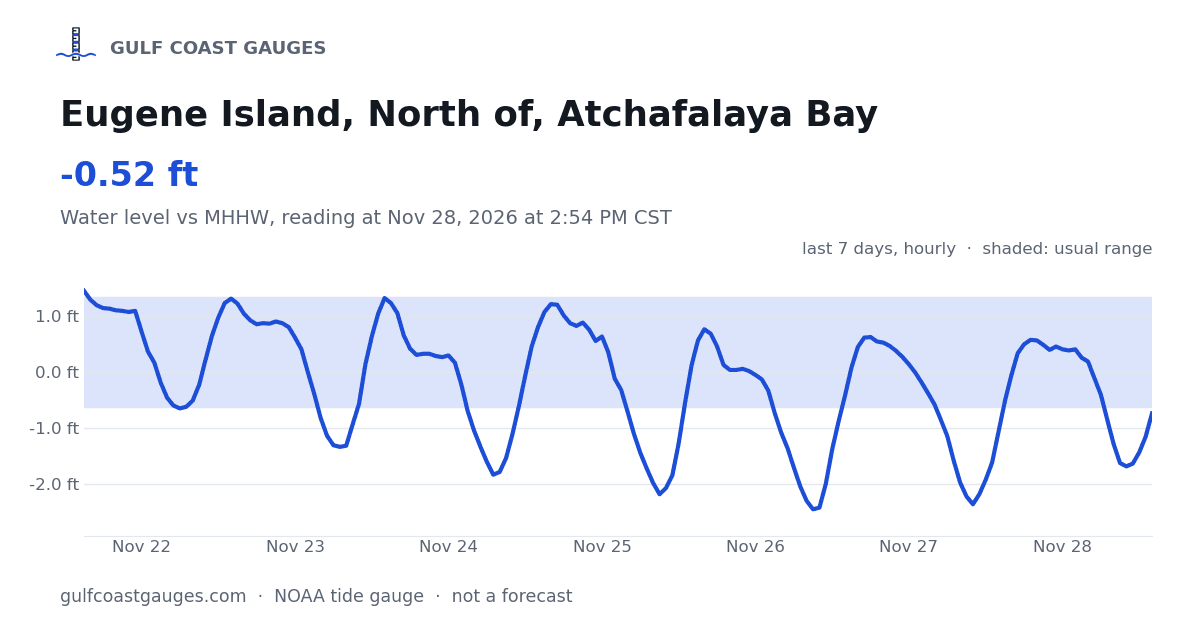 GULF COAST GAUGES
Eugene Island, North of, Atchafalaya Bay
-0.52 ft
Water level vs MHHW, reading at Nov 28, 2026 at 2:54 PM CST
last 7 days, hourly · shaded: usual range
1.0 ft
0.0 ft
-1.0 ft
-2.0 ft
Nov 22 Nov 23 Nov 24 Nov 25 Nov 26 Nov 27 Nov 28
gulfcoastgauges.com · NOAA tide gauge · not a forecast